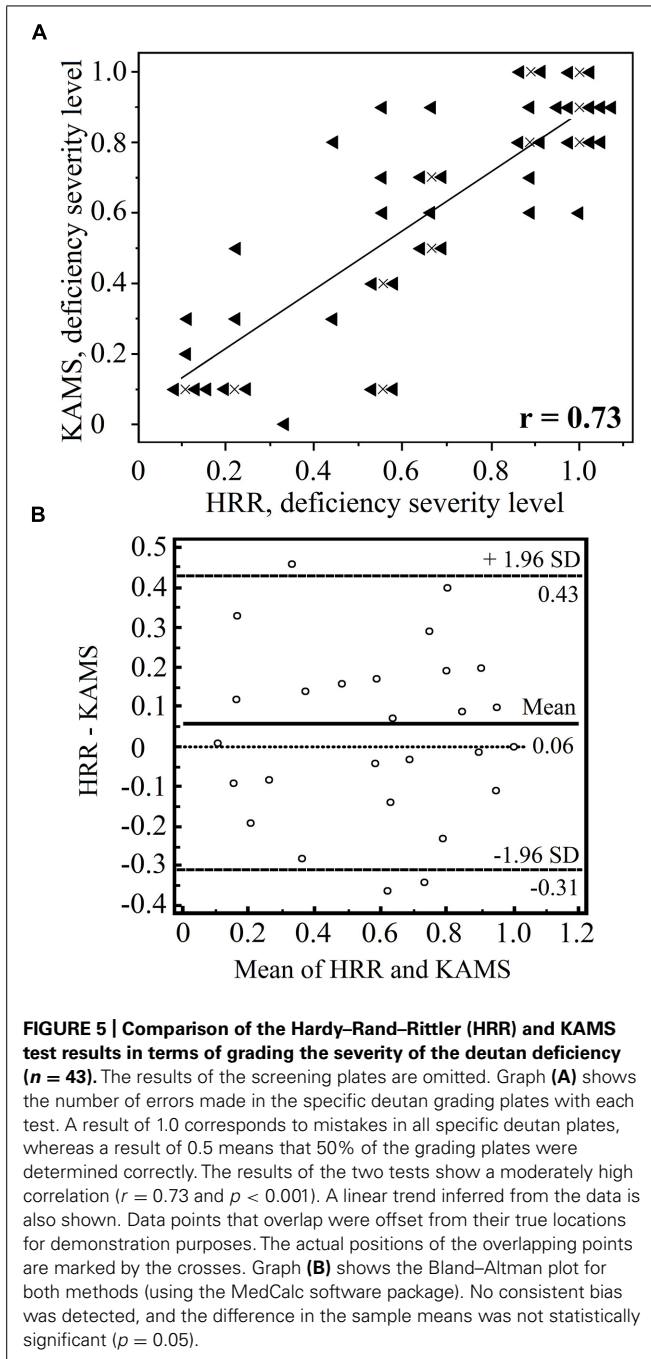 A
KAMS, deficiency severity level
1.0
0.8
0.6
0.4
0.2
0
r = 0.73
0 0.2 0.4 0.6 0.8 1.0
HRR, deficiency severity level
B
HRR - KAMS
0.5
0.4
0.3
0.2
0.1
0
-0.1
-0.2
-0.3
-0.4
+ 1.96 SD
0.43
Mean
0.06
-1.96 SD
-0.31
0 0.2 0.4 0.6 0.8 1.0 1.2
Mean of HRR and KAMS
FIGURE 5 | Comparison of the Hardy–Rand–Rittler (HRR) and KAMS
test results in terms of grading the severity of the deutan deficiency
(n = 43). The results of the screening plates are omitted. Graph (A) shows
the number of errors made in the specific deutan grading plates with each
test. A result of 1.0 corresponds to mistakes in all specific deutan plates,
whereas a result of 0.5 means that 50% of the grading plates were
determined correctly. The results of the two tests show a moderately high
correlation (r = 0.73 and p < 0.001). A linear trend inferred from the data is
also shown. Data points that overlap were offset from their true locations
for demonstration purposes. The actual positions of the overlapping points
are marked by the crosses. Graph (B) shows the Bland–Altman plot for
both methods (using the MedCalc software package). No consistent bias
was detected, and the difference in the sample means was not statistically
significant (p = 0.05).